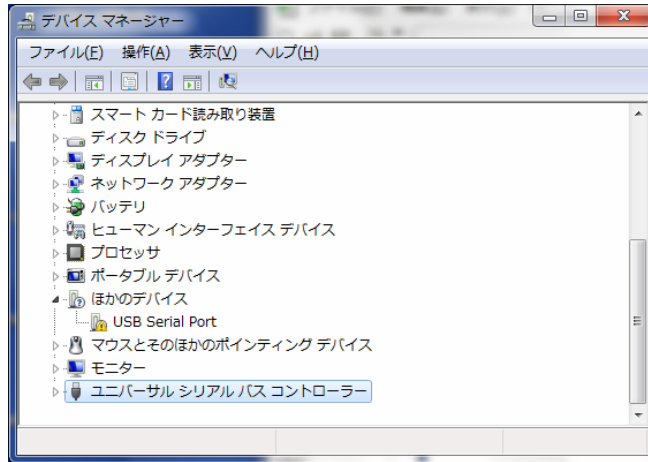 デバイス マネージャー
ファイル(F) 操作(A) 表示(V) ヘルプ(H)
スマート カード読み取り装置
ディスク ドライブ
ディスプレイ アダプター
ネットワーク アダプター
バッテリ
ヒューマン インターフェイス デバイス
プロセッサ
ポータブル デバイス
ほかのデバイス
USB Serial Port
マウスとそのほかのポインティング デバイス
モニター
ユニバーサル シリアル バス コントローラー